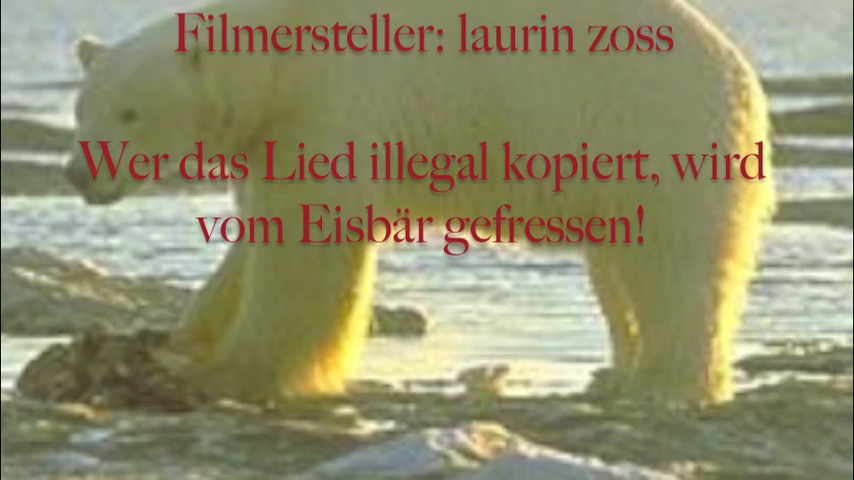 Filmersteller: laurin zoss
Wer das Lied illegal kopiert, wird
vom Eisbär gefressen!